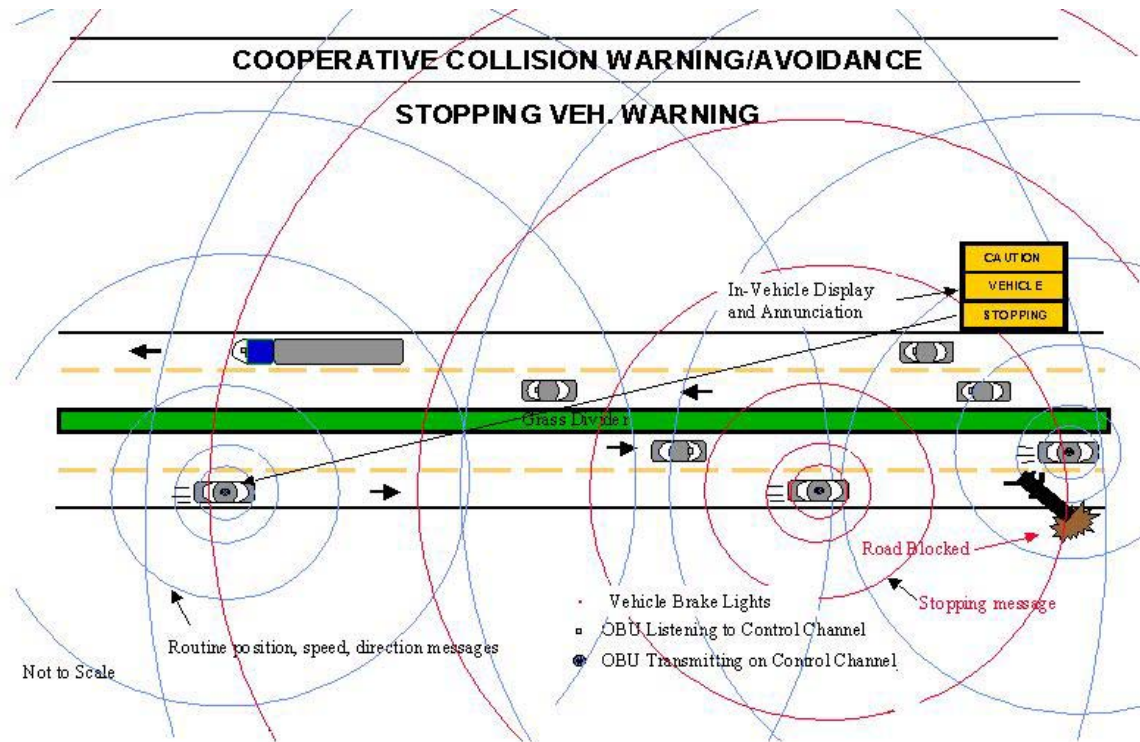 COOPERATIVE COLLISION WARNING/AVOIDANCE
STOPPING VEH. WARNING
CAUTION
VEHICLE
STOPPING
In-Vehicle Display
and Annunciation
Grass Divider
Road Blocked
Stopping message
Vehicle Brake Lights
OBU Listening to Control Channel
OBU Transmitting on Control Channel
Routine position, speed, direction messages
Not to Scale